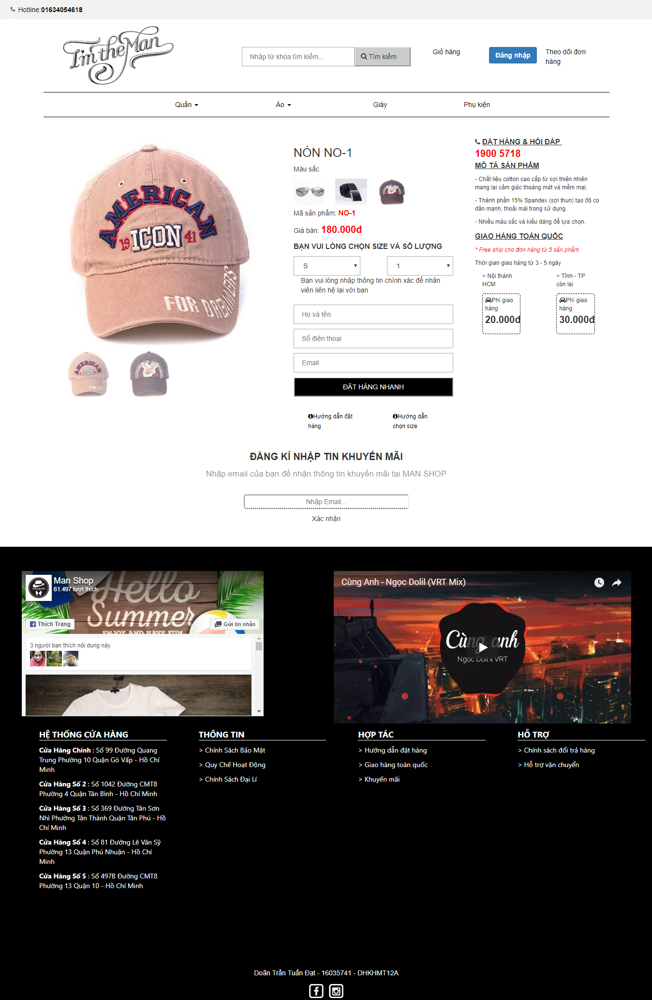 Hotline:01634054618
I'm the Man
Nhập từ khóa tìm kiếm...
Tìm kiếm
Giỏ hàng
Đăng nhập
Theo dõi đơn
hàng
Quần
Áo
Giày
Phụ kiện
AMERICAN
19 ICON 41
FOR DREAMERS
NÓN NO-1
Màu sắc
Mã sản phẩm: NO-1
Giá bán: 180.000đ
BẠN VUI LÒNG CHỌN SIZE VÀ SỐ LƯỢNG
S
1
Bạn vui lòng nhập thông tin chính xác để nhân
viên liên hệ lại với bạn
Họ và tên
Số điện thoại
Email
ĐẶT HÀNG NHANH
Hướng dẫn đặt
hàng
Hướng dẫn
chọn size
ĐẶT HÀNG & HỎI ĐÁP
1900 5718
MÔ TẢ SẢN PHẨM
- Chất liệu cotton cao cấp từ sợi thiên nhiên
mang lại cảm giác thoáng mát và mềm mại.
- Thành phần 15% Spandex (sợi thun) tạo độ co
dãn mạnh, thoải mái trong sử dụng.
- Nhiều màu sắc và kiểu dáng để lựa chọn.
GIAO HÀNG TOÀN QUỐC
* Free ship cho đơn hàng từ 5 sản phẩm
Thời gian giao hàng từ 3 - 5 ngày
> Nội thành
HCM
Phí giao
hàng
20.000đ
> Tỉnh - TP
còn lại
Phí giao
hàng
30.000đ
ĐĂNG KÍ NHẬP TIN KHUYẾN MÃI
Nhập email của bạn để nhận thông tin khuyến mãi tại MAN SHOP
Nhập Email...
Xác nhận
MAN SHOP
Man Shop
61.497 lượt thích
Hello
Summer
ENJOY AND HAVE FUN
Thích Trang
Gửi tin nhắn
3 người bạn thích nội dung này
Cùng Anh - Ngọc Dolil (VRT Mix)
Cùng anh
Ngọc Doli x VRT
HỆ THỐNG CỬA HÀNG
Cửa Hàng Chính : Số 99 Đường Quang
Trung Phường 10 Quận Gò Vấp - Hồ Chí
Minh
Cửa Hàng Số 2 : Số 1042 Đường CMT8
Phường 4 Quận Tân Bình - Hồ Chí Minh
Cửa Hàng Số 3 : Số 369 Đường Tân Sơn
Nhì Phường Tân Thành Quận Tân Phú - Hồ
Chí Minh
Cửa Hàng Số 4 : Số 81 Đường Lê Văn Sỹ
Phường 13 Quận Phú Nhuận - Hồ Chí
Minh
Cửa Hàng Số 5 : Số 497B Đường CMT8
Phường 13 Quận 10 - Hồ Chí Minh
THÔNG TIN
> Chính Sách Bảo Mật
> Quy Chế Hoạt Động
> Chính Sách Đại Lí
HỢP TÁC
> Hướng dẫn đặt hàng
> Giao hàng toàn quốc
> Khuyến mãi
HỖ TRỢ
> Chính sách đổi trả hàng
> Hỗ trợ vận chuyển
Doãn Trần Tuấn Đạt - 16035741 - DHKHMT12A